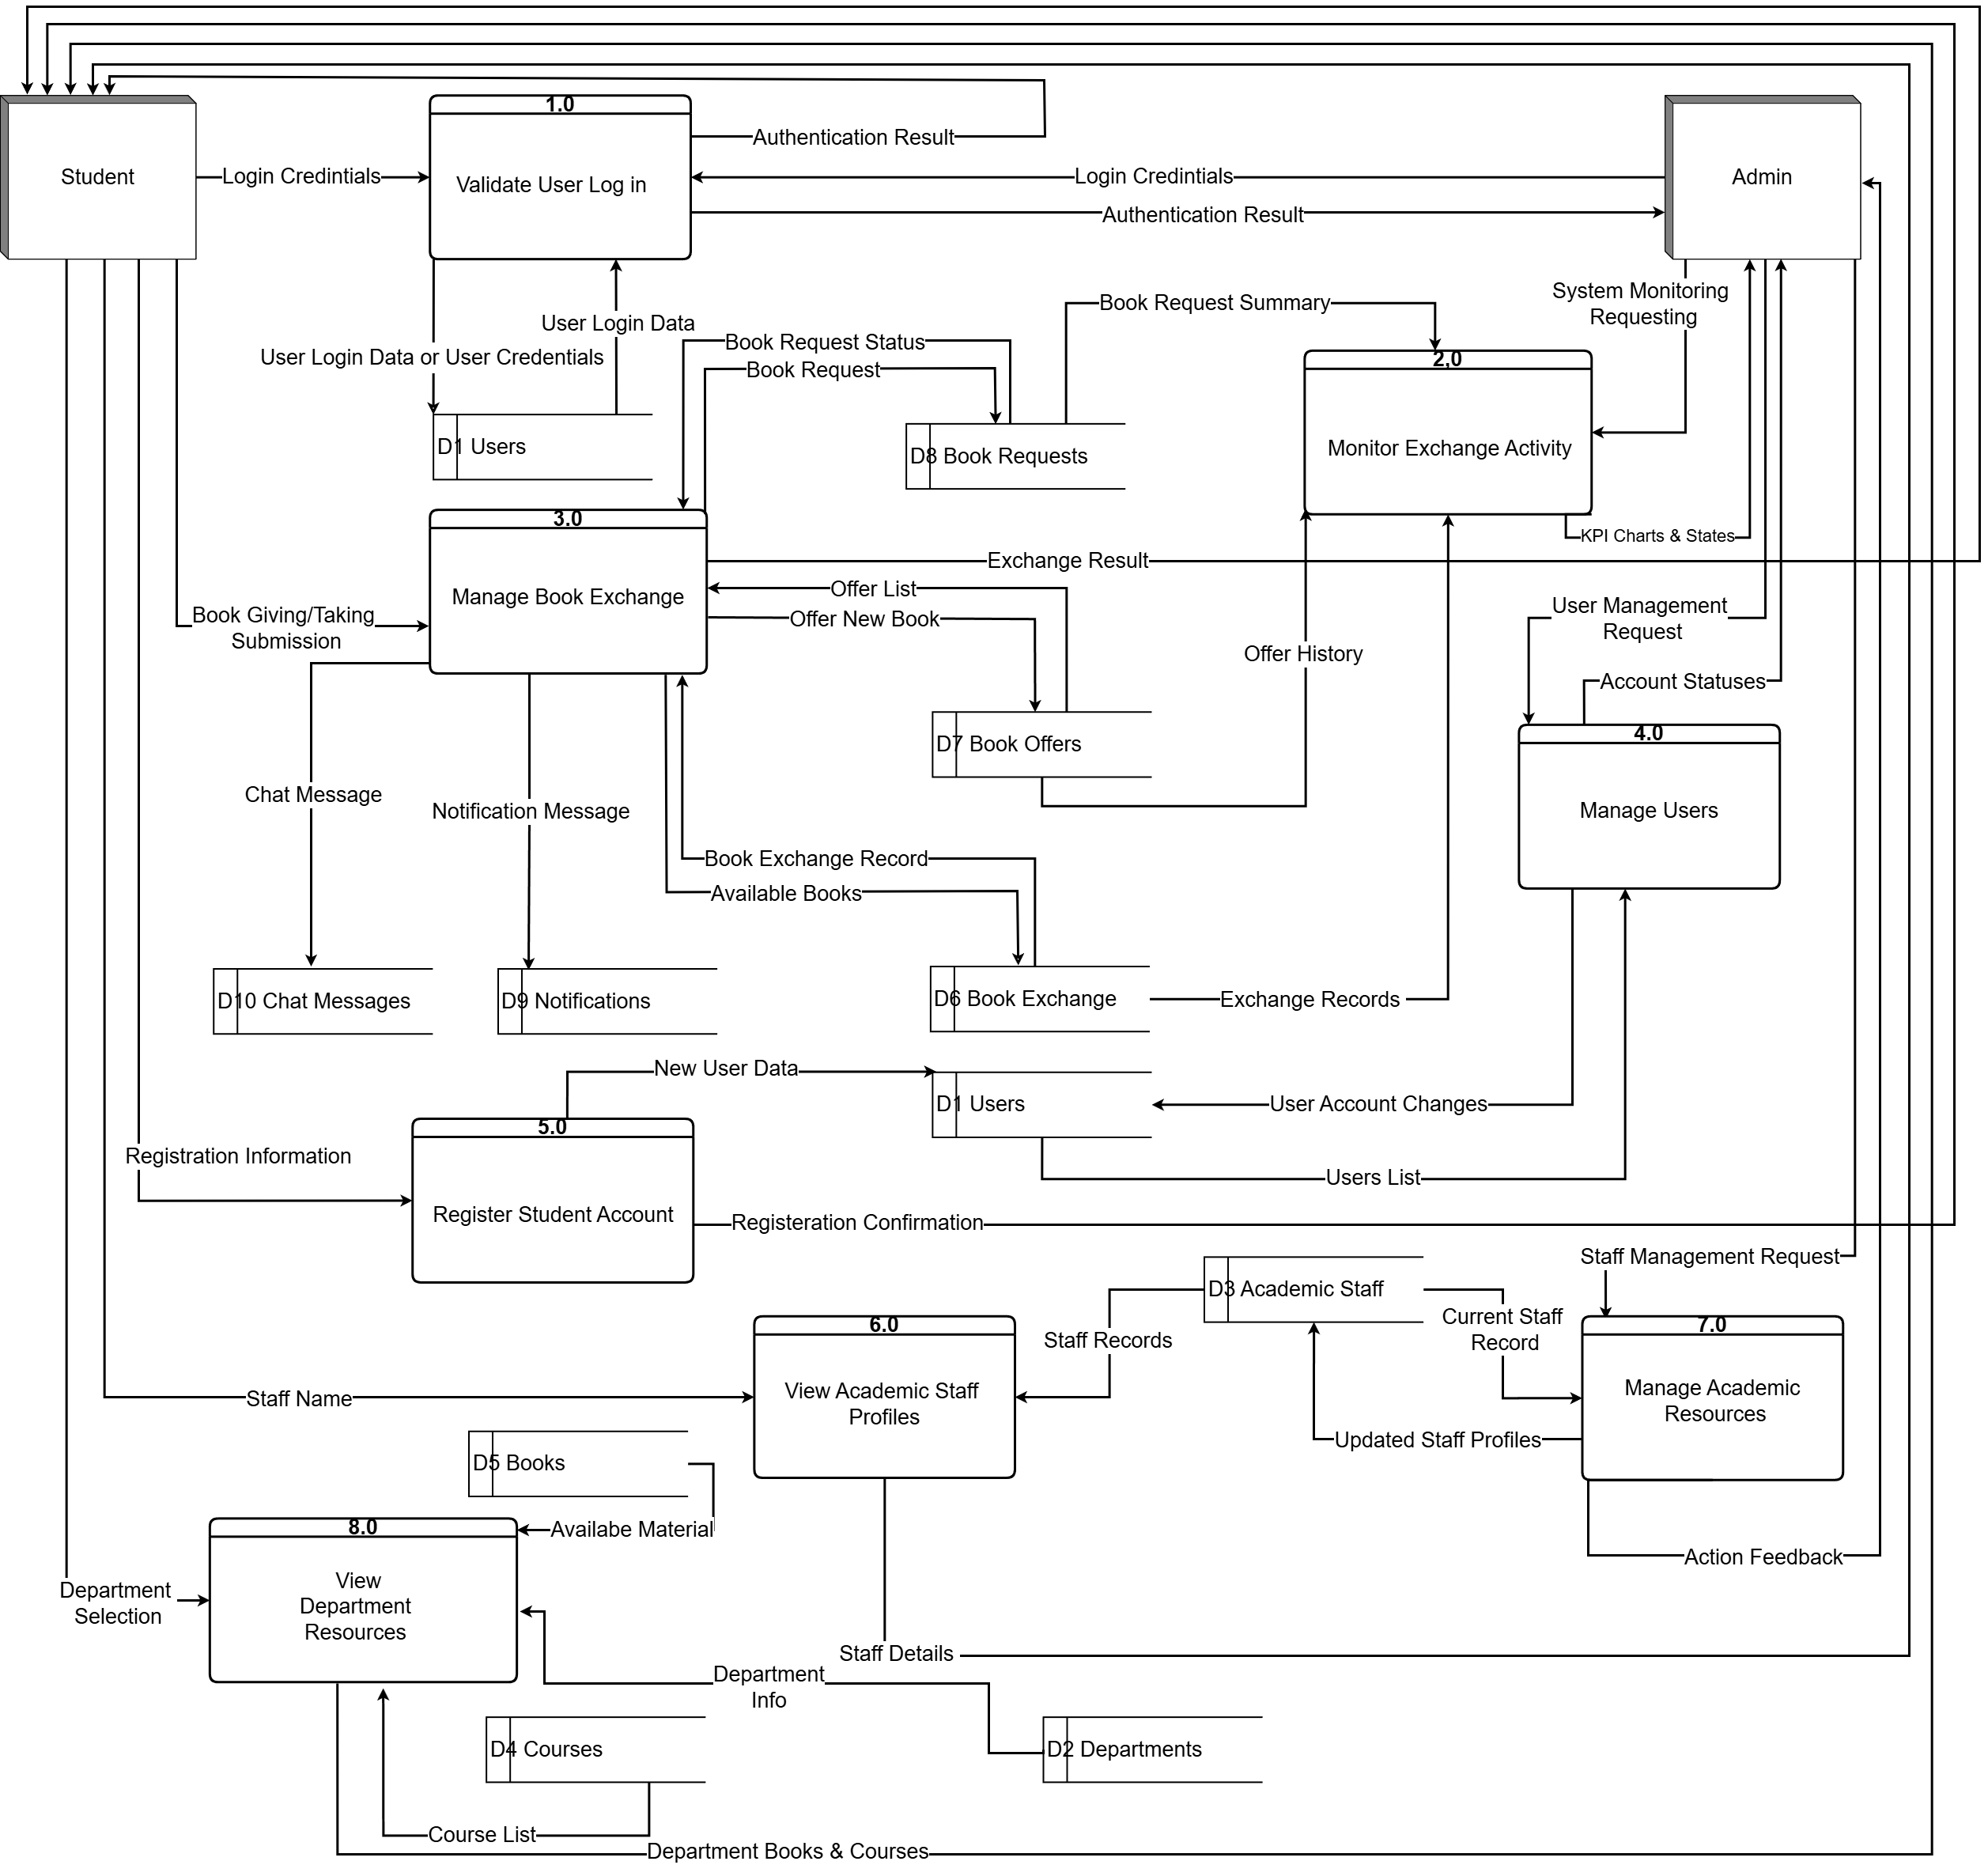 1.0
Authentication Result
Student
Login Credintials
Validate User Log in
Login Credintials
Admin
Authentication Result
System Monitoring
Requesting
Book Request Summary
User Login Data
Book Request Status
User Login Data or User Credentials
2,0
Book Request
D1 Users
D8 Book Requests
Monitor Exchange Activity
3.0
KPI Charts & States
Exchange Result
Offer List
Manage Book Exchange
Book Giving/Taking
Submission
Offer New Book
User Management
Request
Offer History
Account Statuses
4.0
D7 Book Offers
Chat Message
Notification Message
Manage Users
Book Exchange Record
Available Books
D10 Chat Messages
D9 Notifications
D6 Book Exchange
Exchange Records
New User Data
D1 Users
User Account Changes
5.0
Registration Information
Users List
Register Student Account
Registeration Confirmation
Staff Management Request
D3 Academic Staff
6.0
Current Staff
Record
7.0
Staff Records
View Academic Staff
Profiles
Manage Academic
Resources
Staff Name
Updated Staff Profiles
D5 Books
8.0
Availabe Material
Action Feedback
Department
Selection
View
Department
Resources
Staff Details
Department
Info
D4 Courses
D2 Departments
Course List
Department Books & Courses